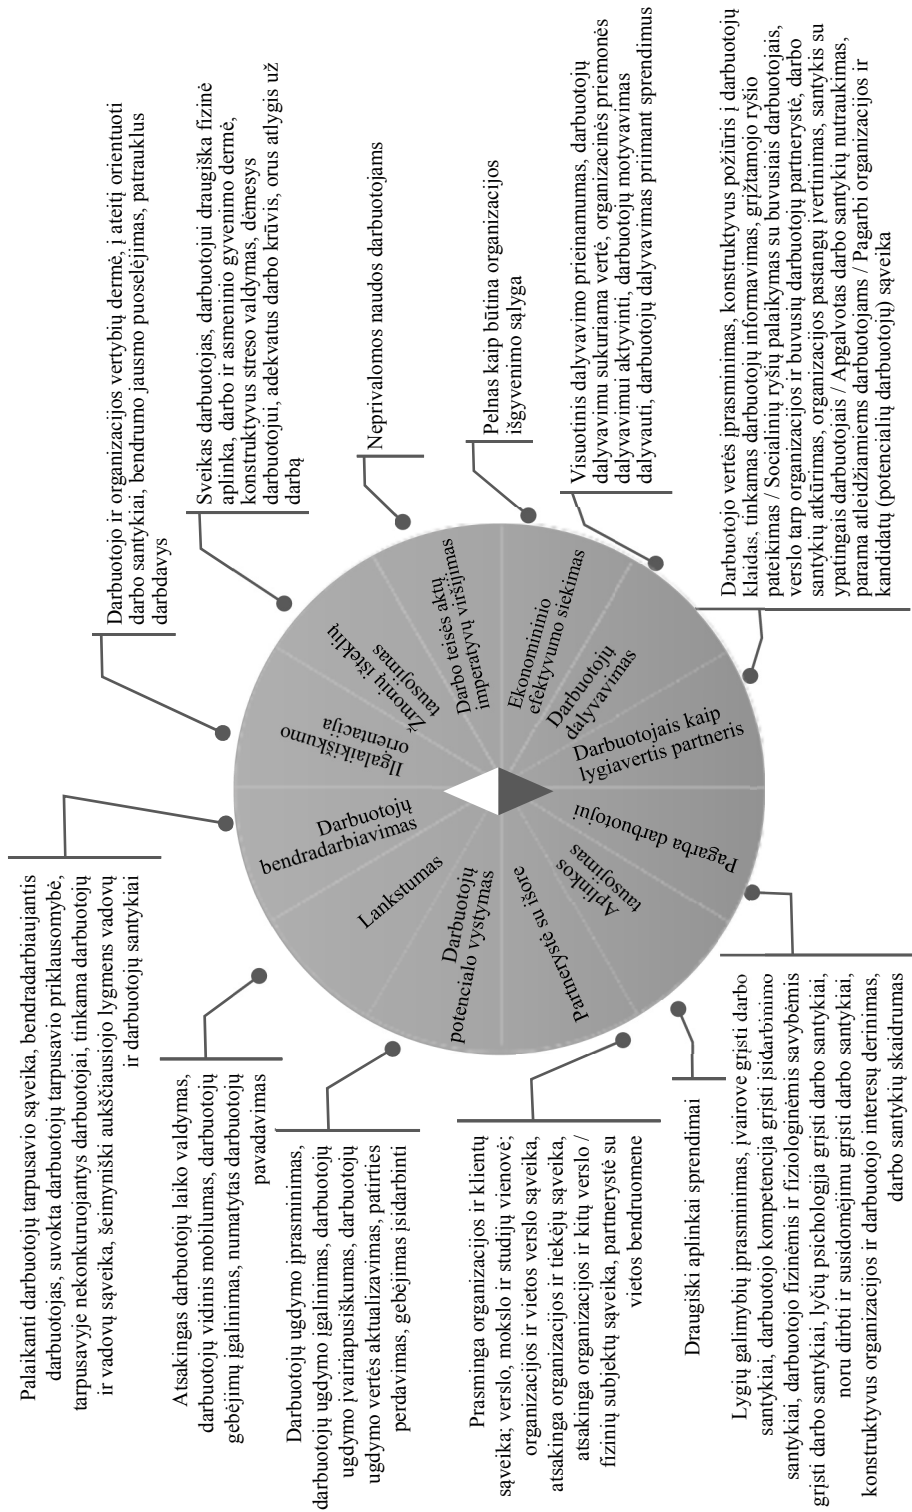 Palaikanti darbuotojų tarpusavio sąveika, bendradarbiaujantis
darbuotojas, suvokta darbuotojų tarpusavio priklausomybė,
tarpusavyje nekonkuruojantys darbuotojai, tinkama darbuotojų
ir vadovų sąveika, šeimyniški aukščiausiojo lygmens vadovų
ir darbuotojų santykiai
Atsakingas darbuotojų laiko valdymas,
darbuotojų vidinis mobilumas, darbuotojų
gebėjimų įgalinimas, numatytas darbuotojų
pavadavimas
Darbuotojų ugdymo įprasminimas,
darbuotojų ugdymo įgalinimas, darbuotojų
ugdymo įvairiapusiškumas, darbuotojų
ugdymo vertės aktualizavimas, patirties
perdavimas, gebėjimas įsidarbinti
Prasminga organizacijos ir klientų
sąveika; verslo, mokslo ir studijų vienovė;
organizacijos ir vietos verslo sąveika,
atsakinga organizacijos ir tiekėjų sąveika,
atsakinga organizacijos ir kitų verslo /
fizinių subjektų sąveika, partnerystė su
vietos bendruomene
Draugiški aplinkai sprendimai
Lygių galimybių įprasminimas, įvairove grįsti darbo
santykiai, darbuotojo kompetencija grįsti įsidarbinimo
santykiai, darbuotojo fizinėmis ir fiziologinėmis savybėmis
grįsti darbo santykiai, lyčių psichologija grįsti darbo santykiai,
noru dirbti ir susidomėjimu grįsti darbo santykiai,
konstruktyvus organizacijos ir darbuotojo interesų derinimas,
darbo santykių skaidrumas
Darbuotojų
bendradarbiavimas
Lankstumas
Darbuotojų
potencialo vystymas
Partnerystė su išore
Aplinkos
tausojimas
Pagarba darbuotojui
Ilgalaikiškumo
orientacija
Žmonių išteklių
tausojimas
Darbo teisės aktų
imperatyvų viršijimas
Ekonomininio
efektyvumo siekimas
Darbuotojų
dalyvavimas
Darbuotojais kaip
lygiavertis partneris
Darbuotojo ir organizacijos vertybių dermė, į ateitį orientuoti
darbo santykiai, bendrumo jausmo puoselėjimas, patrauklus
darbdavys
Sveikas darbuotojas, darbuotojui draugiška fizinė
aplinka, darbo ir asmeninio gyvenimo dermė,
konstruktyvus streso valdymas, dėmesys
darbuotojui, adekvatus darbo krūvis, orus atlygis už
darbą
Neprivalomos naudos darbuotojams
Pelnas kaip būtina organizacijos
išgyvenimo sąlyga
Visuotinis dalyvavimo prieinamumas, darbuotojų
dalyvavimu sukuriama vertė, organizacinės priemonės
dalyvavimui aktyvinti, darbuotojų motyvavimas
dalyvauti, darbuotojų dalyvavimas priimant sprendimus
Darbuotojo vertės įprasminimas, konstruktyvus požiūris į darbuotojų
klaidas, tinkamas darbuotojų informavimas, grįžtamojo ryšio
pateikimas / Socialinių ryšių palaikymas su buvusiais darbuotojais,
verslo tarp organizacijos ir buvusių darbuotojų partnerystė, darbo
santykių atkūrimas, organizacijos pastangų įvertinimas, santykis su
ypatingais darbuotojais / Apgalvotas darbo santykių nutraukimas,
parama atleidžiamiems darbuotojams / Pagarbi organizacijos ir
kandidatų (potencialių darbuotojų) sąveika